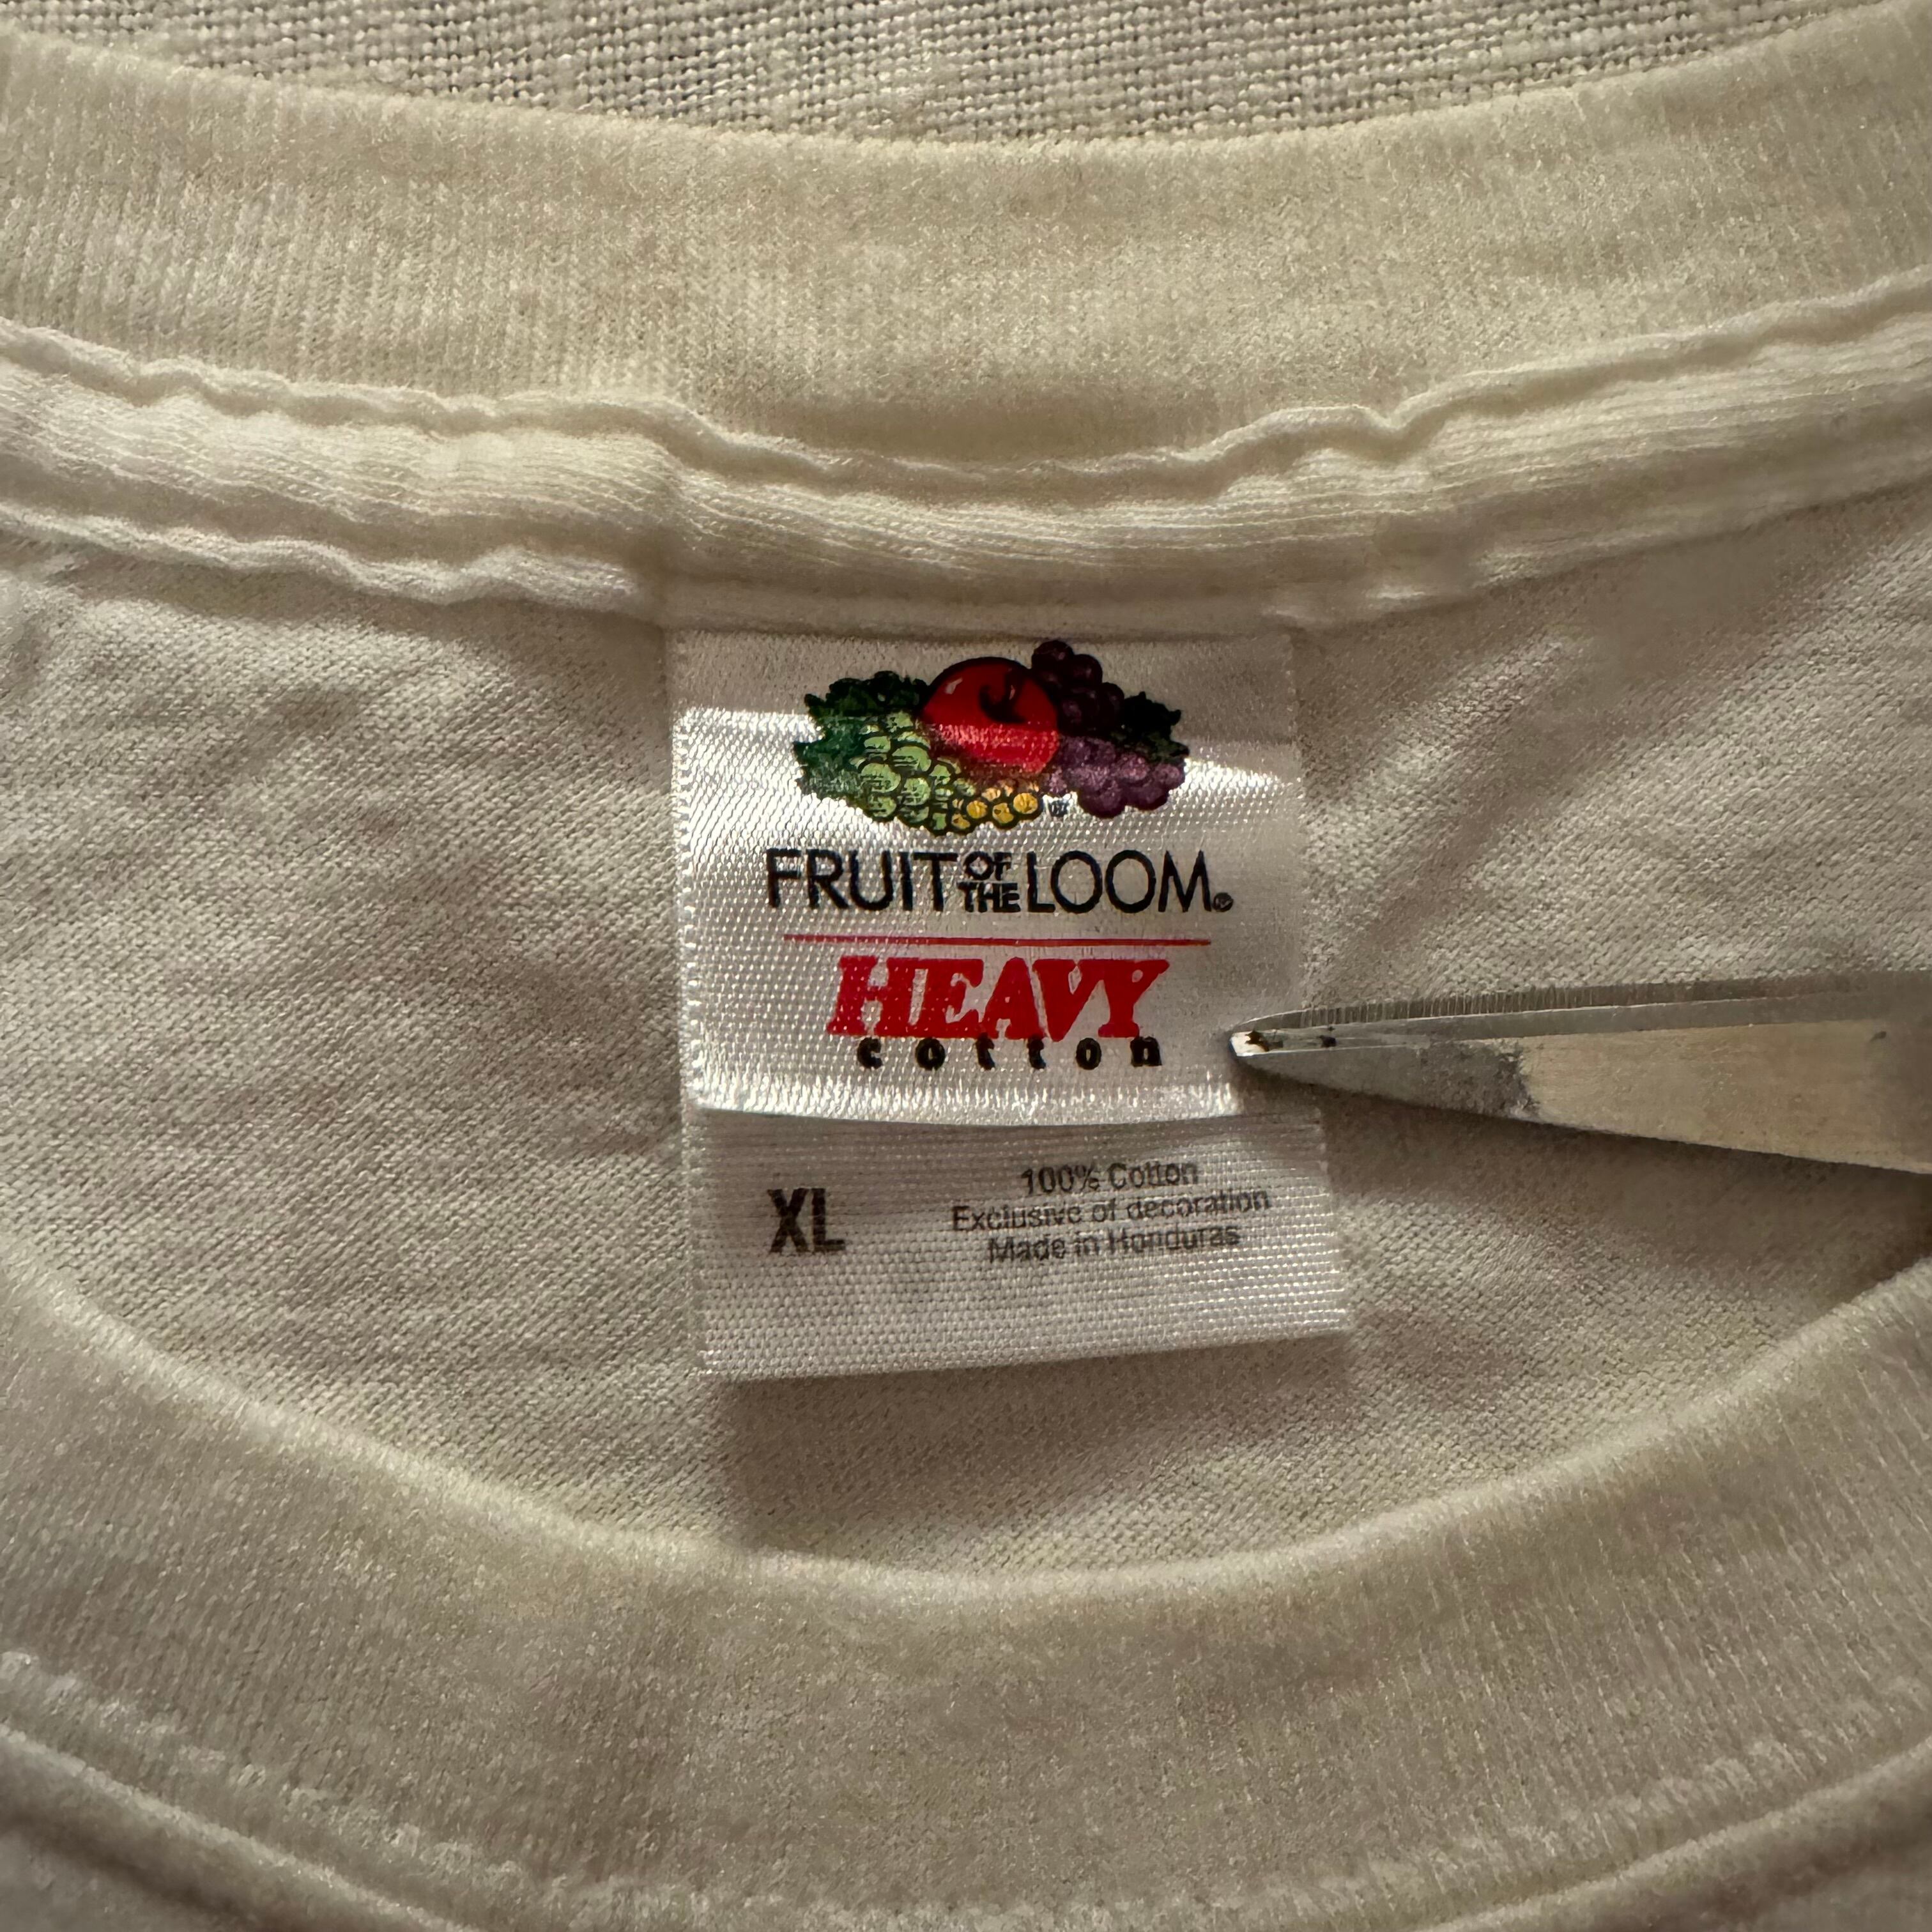 FRUIT OF THE LOOM®
HEAVY
cotton
XL
100% Cotton
Exclusive of decoration
Made in Honduras